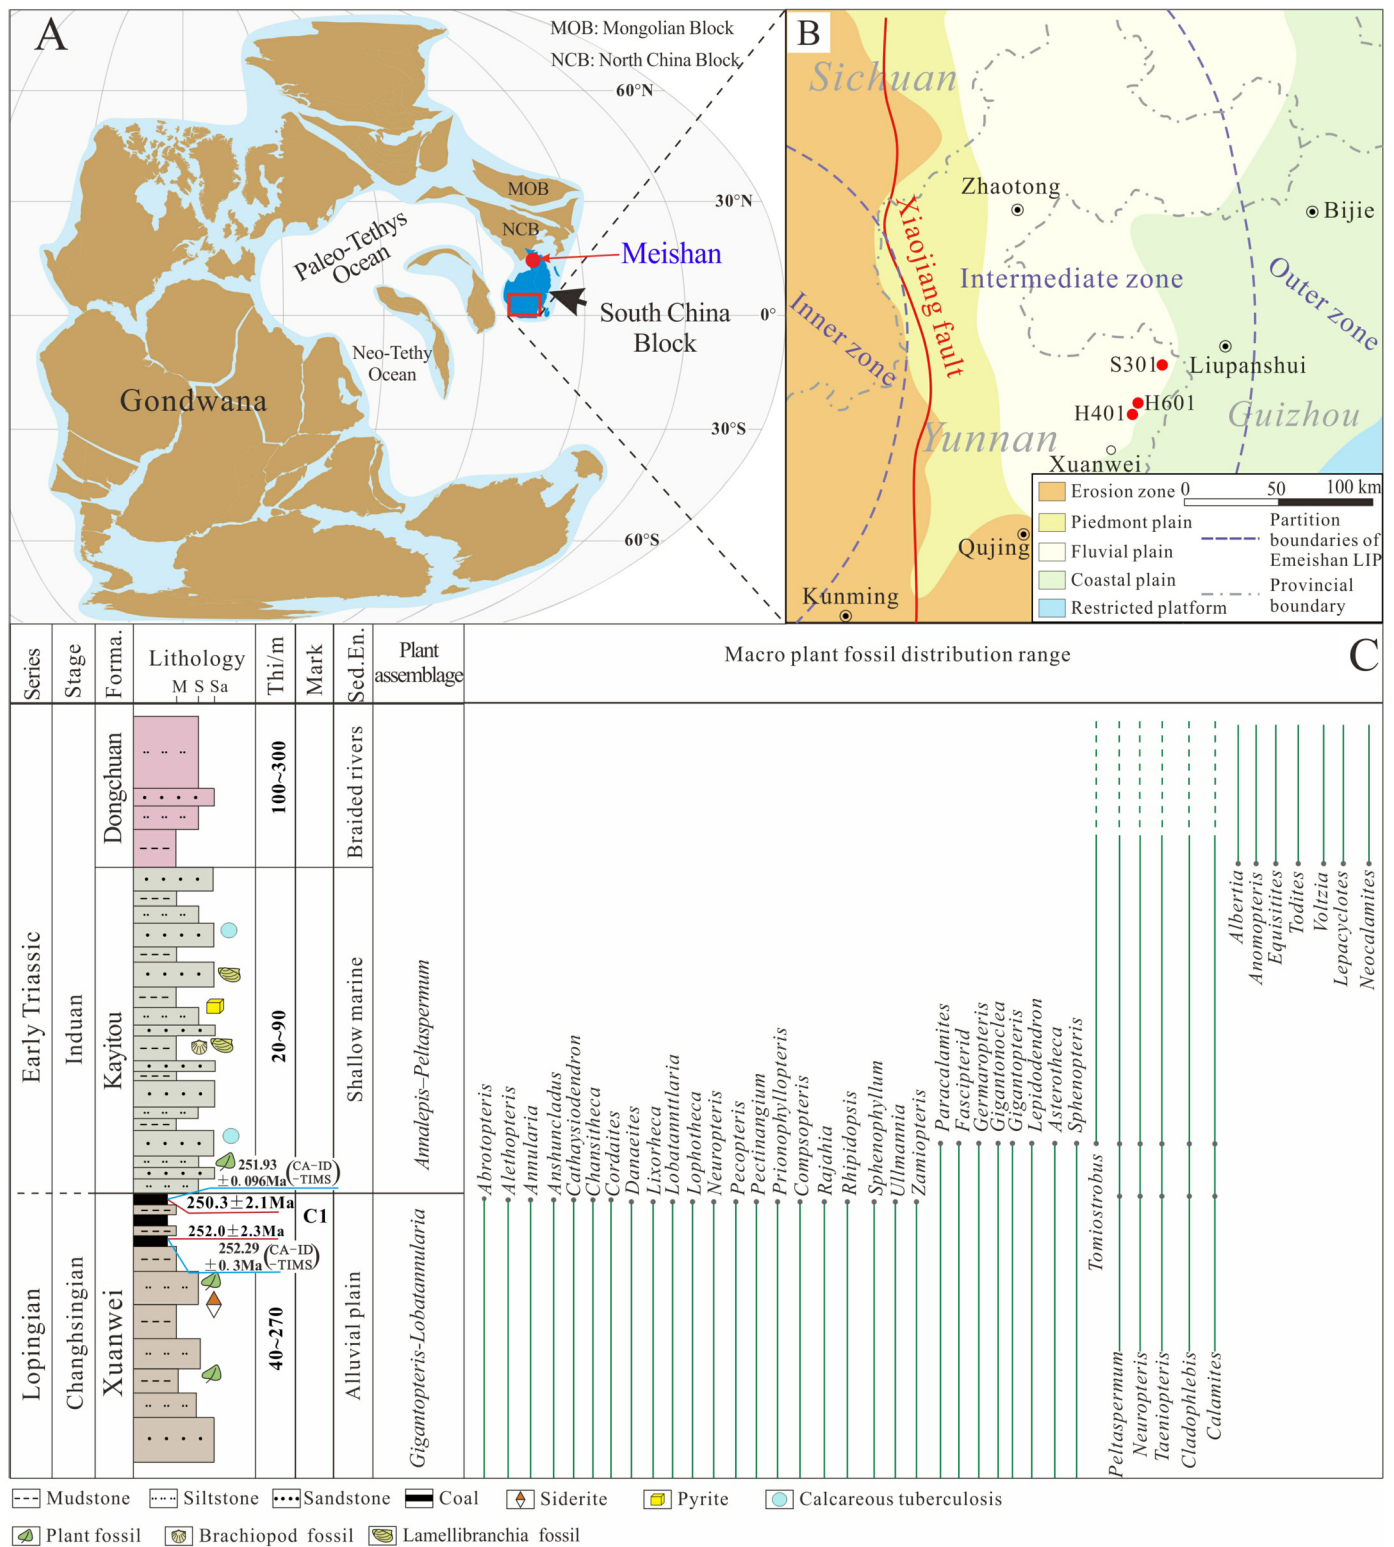 A
MOB: Mongolian Block
NCB: North China Block
60°N
30°N
0°
30°S
60°S
MOB
NCB
Meishan
Paleo-Tethys
Ocean
South China
Block
Neo-Tethy
Ocean
Gondwana
B
Sichuan
Zhaotong
Bijie
Xiaojiang fault
Intermediate zone
Outer zone
Inner zone
S301
Liupanshui
H601
H401
Guizhou
Yunnan
Xuanwei
Qujing
Kunming
Erosion zone
Piedmont plain
Fluvial plain
Coastal plain
Restricted platform
0 50 100 km
Partition
boundaries of
Emeishan LIP
Provincial
boundary
C
Series
Stage
Forma.
Lithology
M S Sa
Thi/m
Mark
Sed.En.
Plant
assemblage
Macro plant fossil distribution range
Early Triassic
Lopingian
Induan
Changhsingian
Dongchuan
Kayitou
Xuanwei
100~300
20~90
40~270
251.93
±0.096Ma
(CA-ID
-TIMS)
250.3±2.1Ma
252.0±2.3Ma
252.29
±0.3Ma
(CA-ID
-TIMS)
C1
Braided rivers
Shallow marine
Alluvial plain
Annalepis–Peltaspermum
Gigantopteris-Lobatannularia
Abrotopteris
Alethopteris
Annularia
Anshuncladus
Cathaysiodendron
Chansitheca
Cordaites
Danaeites
Lixorheca
Lobatannttlaria
Lophotheca
Neuropteris
Pecopteris
Pectinangium
Prionophyllopteris
Compsopteris
Rajahia
Rhipidopsis
Sphenophyllum
Ullmannia
Zamiopteris
Paracalamites
Fascipterid
Germaropteris
Gigantonoclea
Gigantopteris
Lepidodendron
Asterotheca
Sphenopteris
Tomiostrobus
Peltaspermum
Neuropteris
Taeniopteris
Cladophlebis
Calamites
Albertia
Anomopteris
Equisitites
Todites
Voltzia
Lepacyclotes
Neocalamites
Mudstone
Siltstone
Sandstone
Coal
Siderite
Pyrite
Calcareous tuberculosis
Plant fossil
Brachiopod fossil
Lamellibranchia fossil